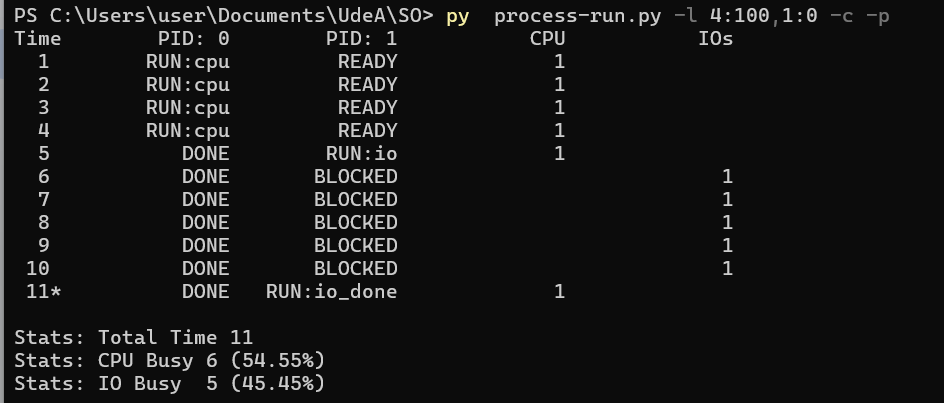 PS C:\Users\user\Documents\UdeA\SO> py  process-run.py -l 4:100,1:0 -c -p
Time        PID: 0        PID: 1           CPU           IOs
  1        RUN:cpu         READY             1
  2        RUN:cpu         READY             1
  3        RUN:cpu         READY             1
  4        RUN:cpu         READY             1
  5           DONE        RUN:io             1
  6           DONE       BLOCKED                           1
  7           DONE       BLOCKED                           1
  8           DONE       BLOCKED                           1
  9           DONE       BLOCKED                           1
 10           DONE       BLOCKED                           1
 11*          DONE   RUN:io_done             1
Stats: Total Time 11
Stats: CPU Busy 6 (54.55%)
Stats: IO Busy  5 (45.45%)